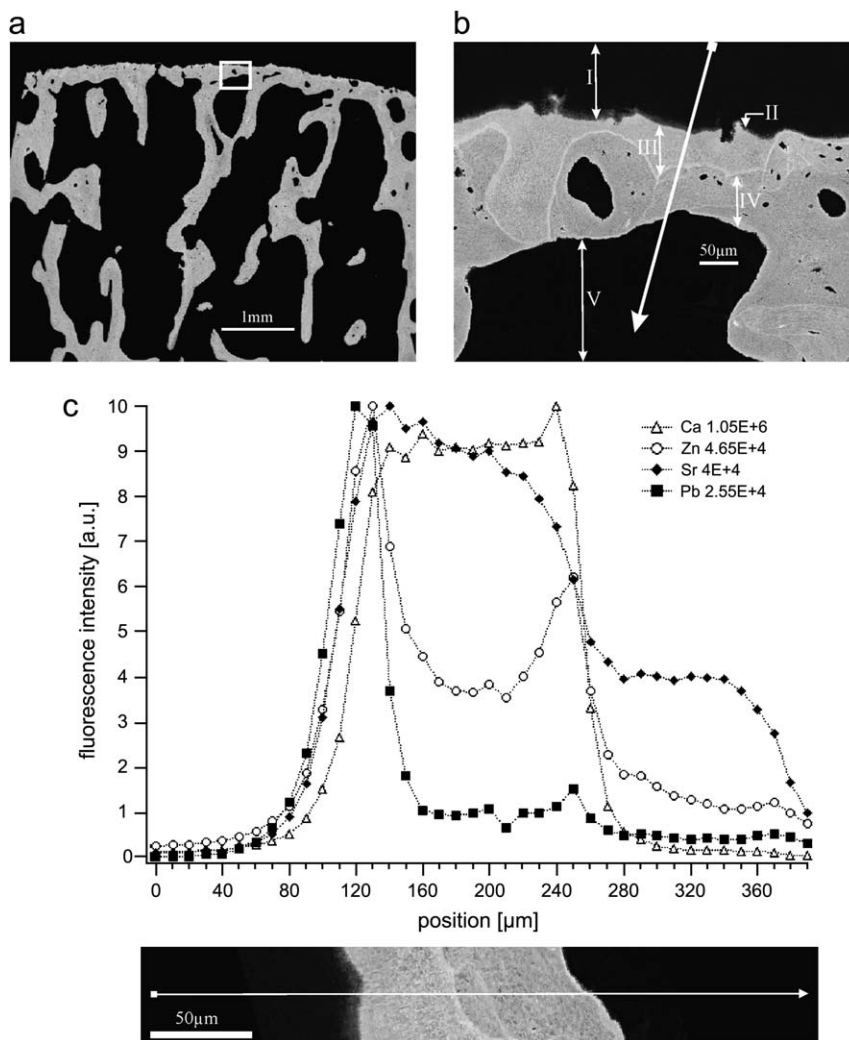 a
b
1mm
I
II
III
IV
V
50µm
c
fluorescence intensity [a.u.]
10
9
8
7
6
5
4
3
2
1
0
Ca 1.05E+6
Zn 4.65E+4
Sr 4E+4
Pb 2.55E+4
0 40 80 120 160 200 240 280 320 360
position [µm]
50µm